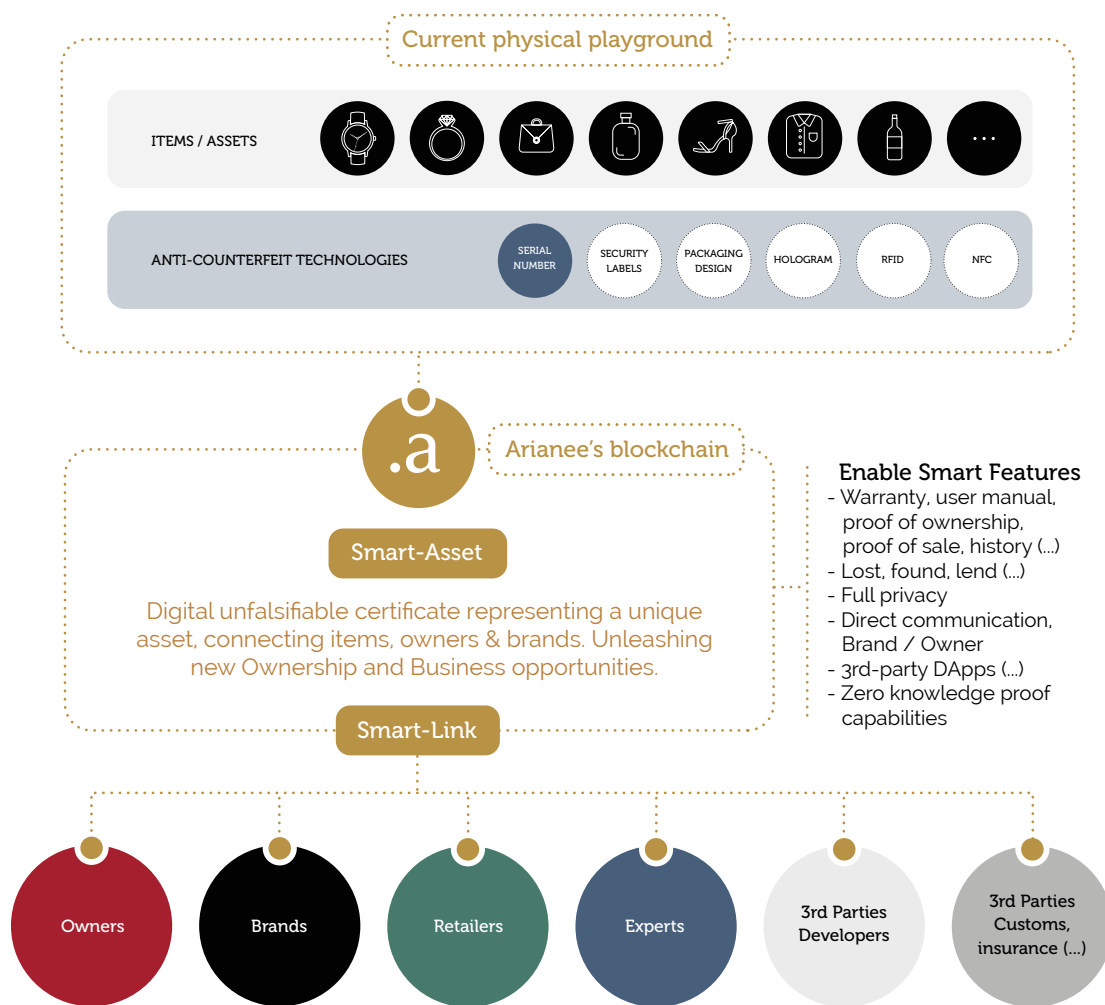 Current physical playground
ITEMS / ASSETS
...
ANTI-COUNTERFEIT TECHNOLOGIES
SERIAL
NUMBER
SECURITY
LABELS
PACKAGING
DESIGN
HOLOGRAM
RFID
NFC
.a
Arianee's blockchain
Smart-Asset
Digital unfalsifiable certificate representing a unique
asset, connecting items, owners & brands. Unleashing
new Ownership and Business opportunities.
Smart-Link
Enable Smart Features
- Warranty, user manual,
proof of ownership,
proof of sale, history (...)
- Lost, found, lend (...)
- Full privacy
- Direct communication,
Brand / Owner
- 3rd-party DApps (...)
- Zero knowledge proof
capabilities
Owners
Brands
Retailers
Experts
3rd Parties
Developers
3rd Parties
Customs,
insurance (...)